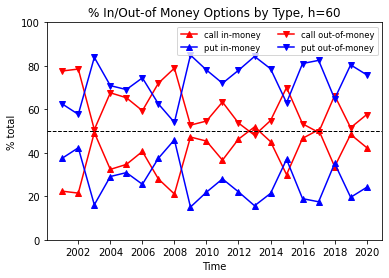 % In/Out-of Money Options by Type, h=60
call in-money
put in-money
call out-of-money
put out-of-money
% total
100
80
60
40
20
0
2002 2004 2006 2008 2010 2012 2014 2016 2018 2020
Time